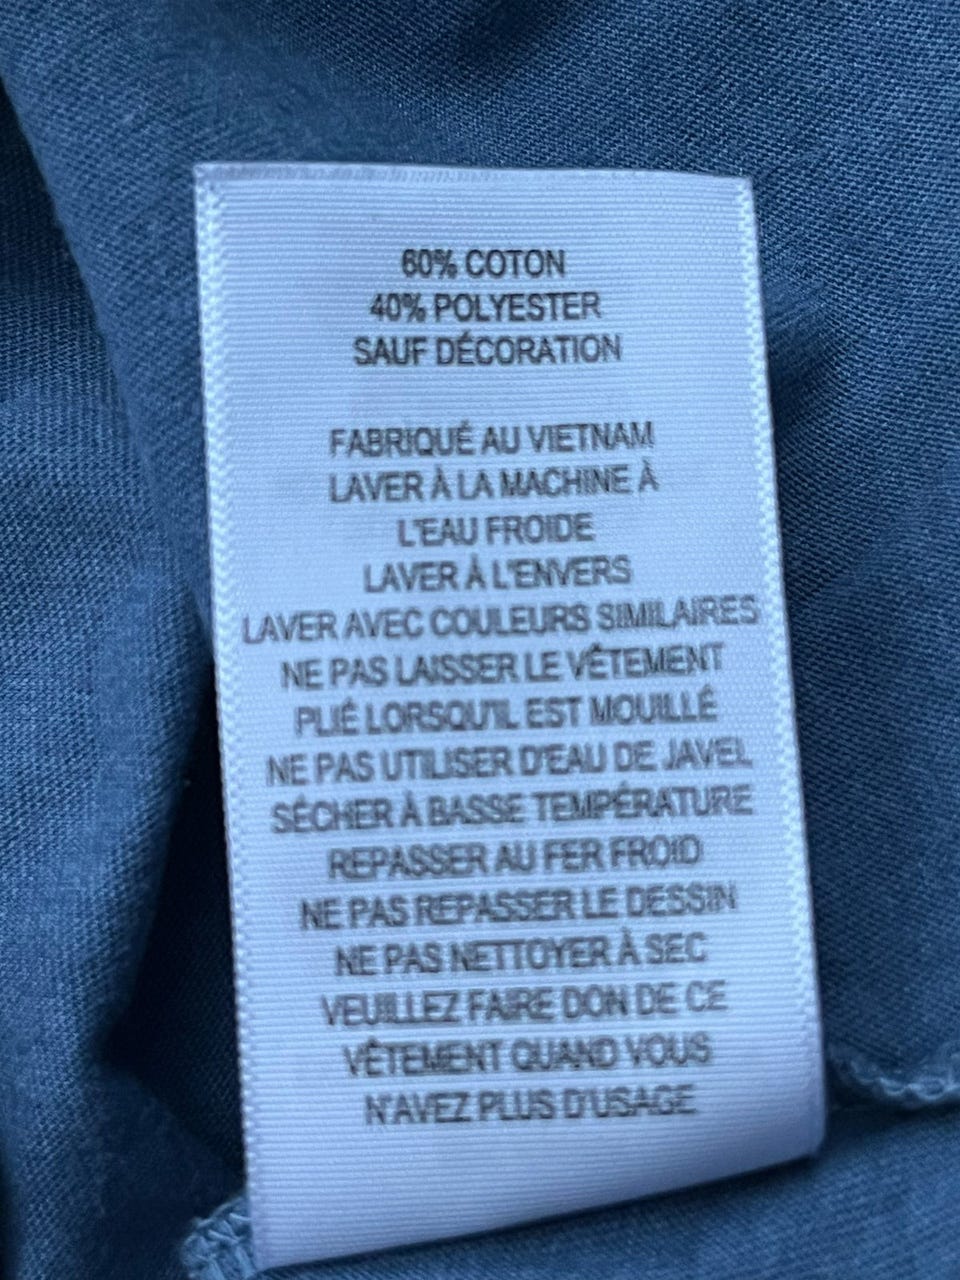 60% COTON
40% POLYESTER
SAUF DÉCORATION
FABRIQUÉ AU VIETNAM
LAVER À LA MACHINE À
L'EAU FROIDE
LAVER À L'ENVERS
LAVER AVEC COULEURS SIMILAIRES
NE PAS LAISSER LE VÊTEMENT
PLIÉ LORSQU'IL EST MOUILLÉ
NE PAS UTILISER D'EAU DE JAVEL
SÉCHER À BASSE TEMPÉRATURE
REPASSER AU FER FROID
NE PAS REPASSER LE DESSIN
NE PAS NETTOYER À SEC
VEUILLEZ FAIRE DON DE CE
VÊTEMENT QUAND VOUS
N'AVEZ PLUS D'USAGE